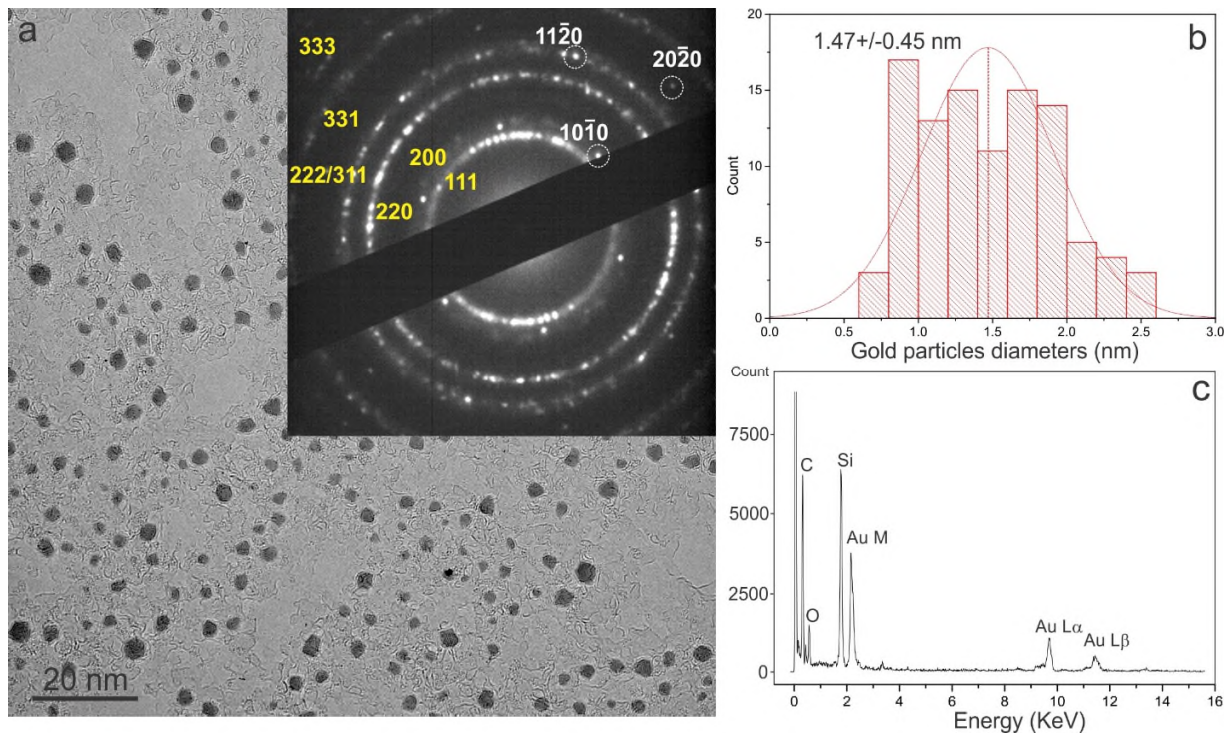 a
333
331
222/311
220
200
111
112̄0
202̄0
101̄0
20 nm
b
1.47+/-0.45 nm
20
15
10
5
0
Count
0.0 0.5 1.0 1.5 2.0 2.5 3.0
Gold particles diameters (nm)
c
Count
7500
5000
2500
0
C
O
Si
Au M
Au Lα
Au Lβ
0 2 4 6 8 10 12 14 16
Energy (KeV)